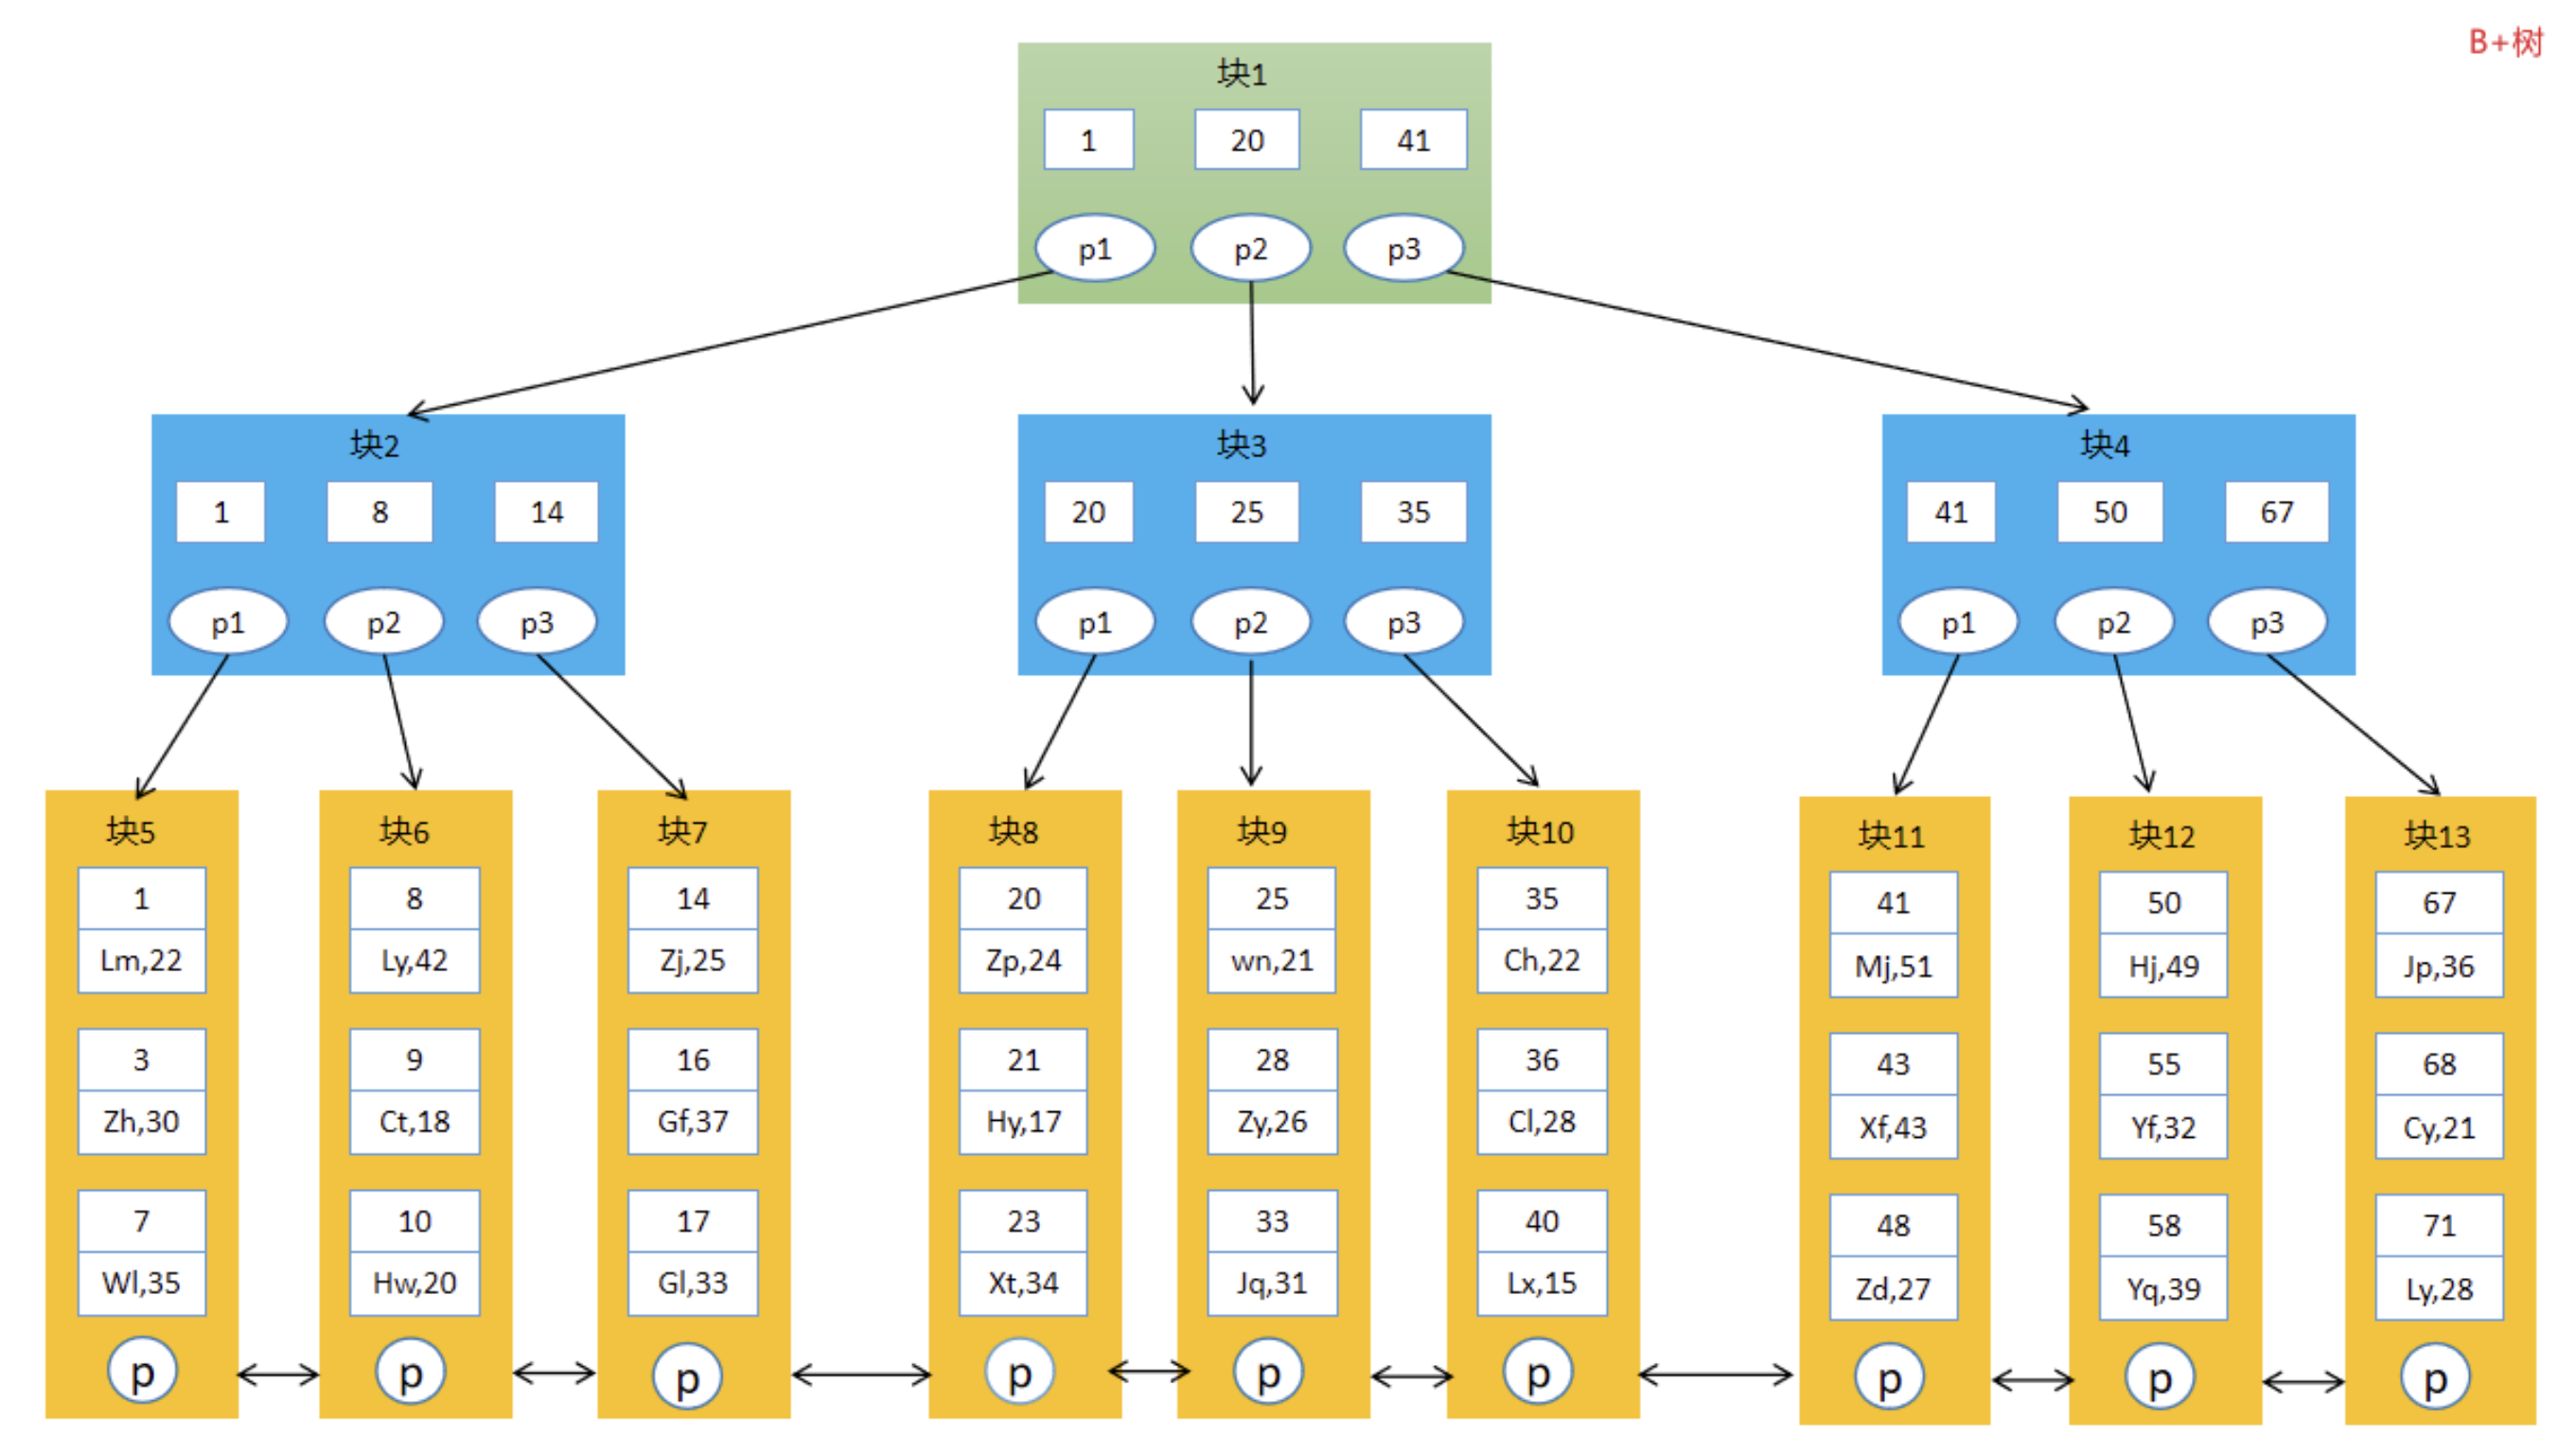 B+树
块1
1 20 41
p1 p2 p3
块2 块3 块4
1 8 14 20 25 35 41 50 67
p1 p2 p3 p1 p2 p3 p1 p2 p3
块5 块6 块7 块8 块9 块10 块11 块12 块13
1 8 14 20 25 35 41 50 67
Lm,22 Ly,42 Zj,25 Zp,24 wn,21 Ch,22 Mj,51 Hj,49 Jp,36
3 9 16 21 28 36 43 55 68
Zh,30 Ct,18 Gf,37 Hy,17 Zy,26 Cl,28 Xf,43 Yf,32 Cy,21
7 10 17 23 33 40 48 58 71
Wl,35 Hw,20 Gl,33 Xt,34 Jq,31 Lx,15 Zd,27 Yq,39 Ly,28
p p p p p p p p p